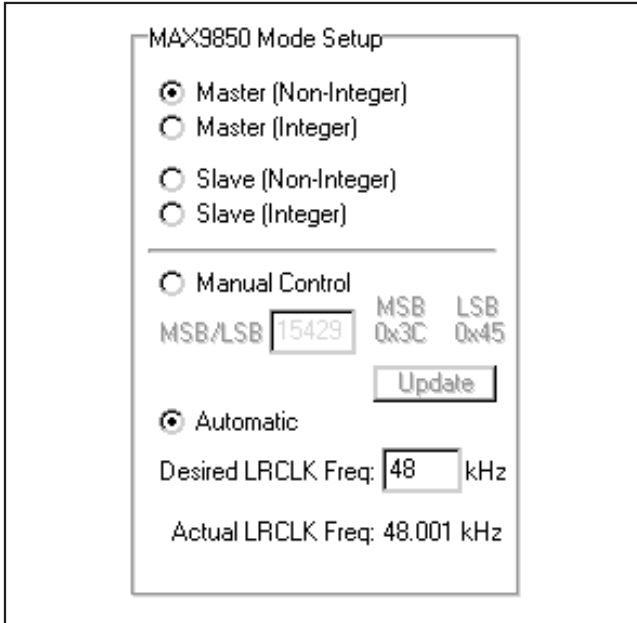 MAX9850 Mode Setup
Master (Non-Integer)
Master (Integer)
Slave (Non-Integer)
Slave (Integer)
Manual Control
MSB LSB
MSB/LSB 15429 0x3C 0x45
Update
Automatic
Desired LRCLK Freq: 48 kHz
Actual LRCLK Freq: 48.001 kHz